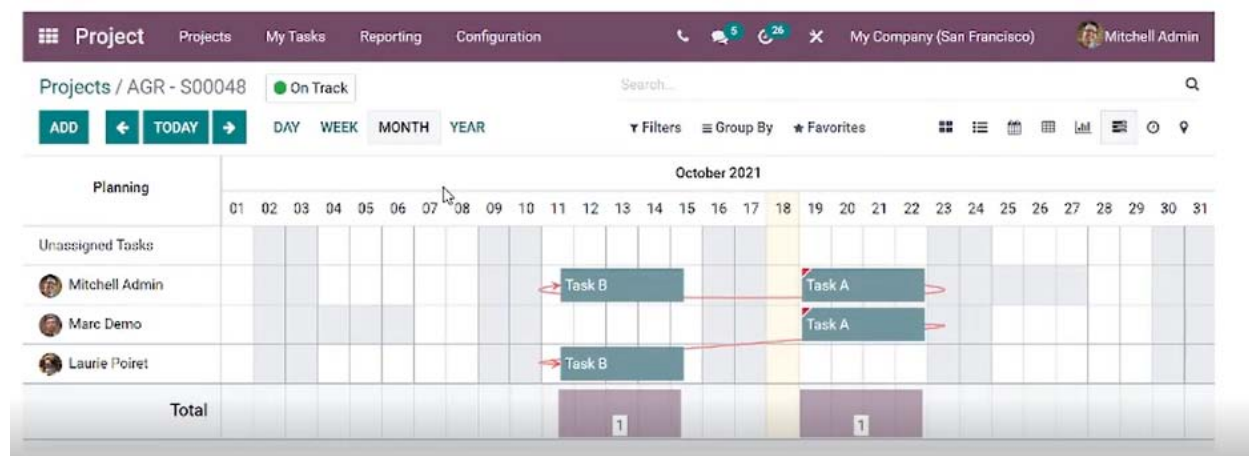 Project Projects My Tasks Reporting Configuration 5 26 My Company (San Francisco) Mitchell Admin
Projects / AGR - S00048 On Track Search...
ADD TODAY DAY WEEK MONTH YEAR Filters Group By Favorites
Planning
October 2021
01 02 03 04 05 06 07 08 09 10 11 12 13 14 15 16 17 18 19 20 21 22 23 24 25 26 27 28 29 30 31
Unassigned Tasks
Mitchell Admin Task B Task A
Marc Demo Task A
Laurie Poiret Task B
Total 1 1